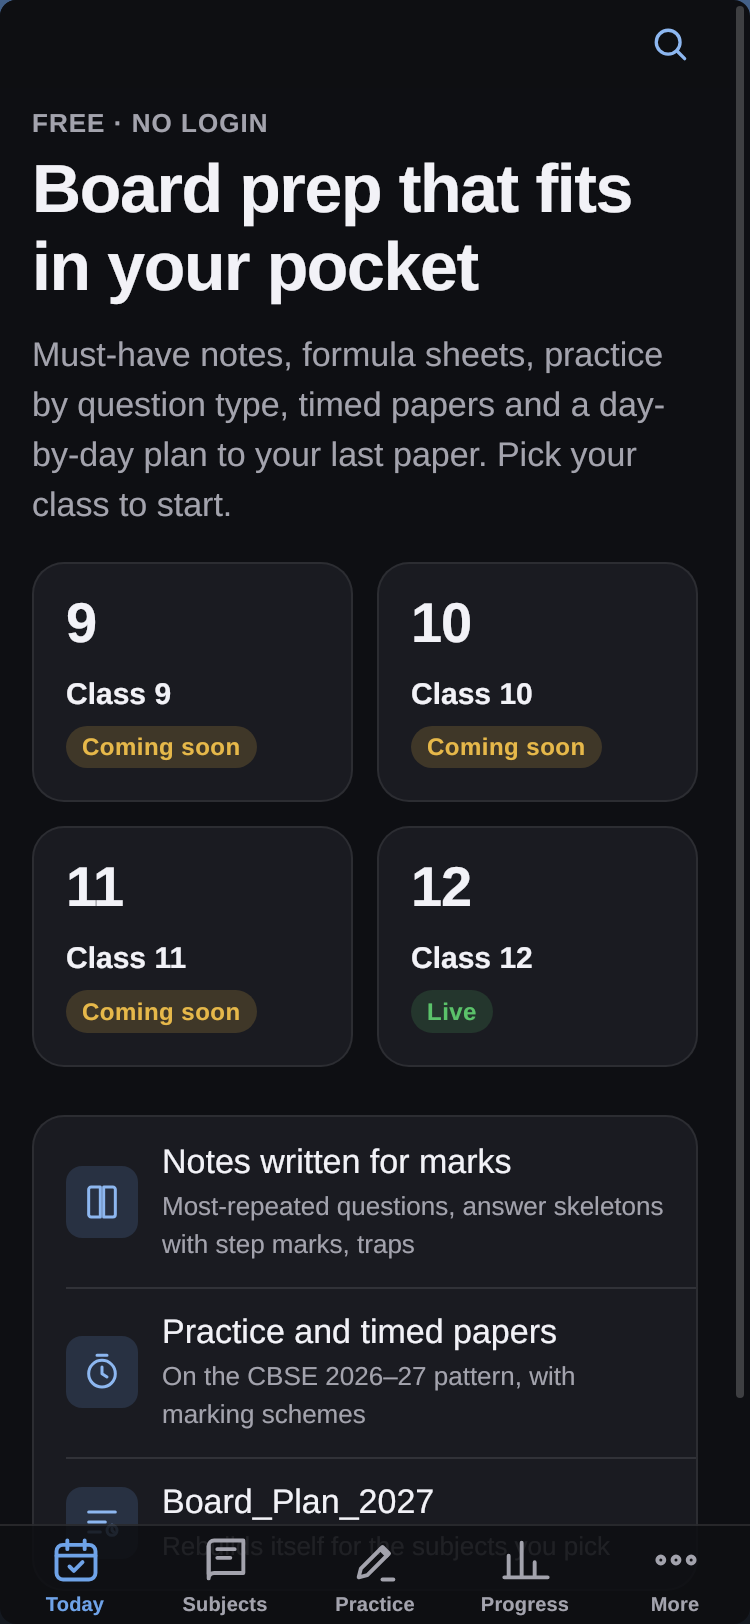 FREE · NO LOGIN
Board prep that fits
in your pocket
Must-have notes, formula sheets, practice
by question type, timed papers and a day-
by-day plan to your last paper. Pick your
class to start.
9
Class 9
Coming soon
10
Class 10
Coming soon
11
Class 11
Coming soon
12
Class 12
Live
Notes written for marks
Most-repeated questions, answer skeletons
with step marks, traps
Practice and timed papers
On the CBSE 2026–27 pattern, with
marking schemes
Board_Plan_2027
Rebuilds itself for the subjects you pick
Today
Subjects
Practice
Progress
More